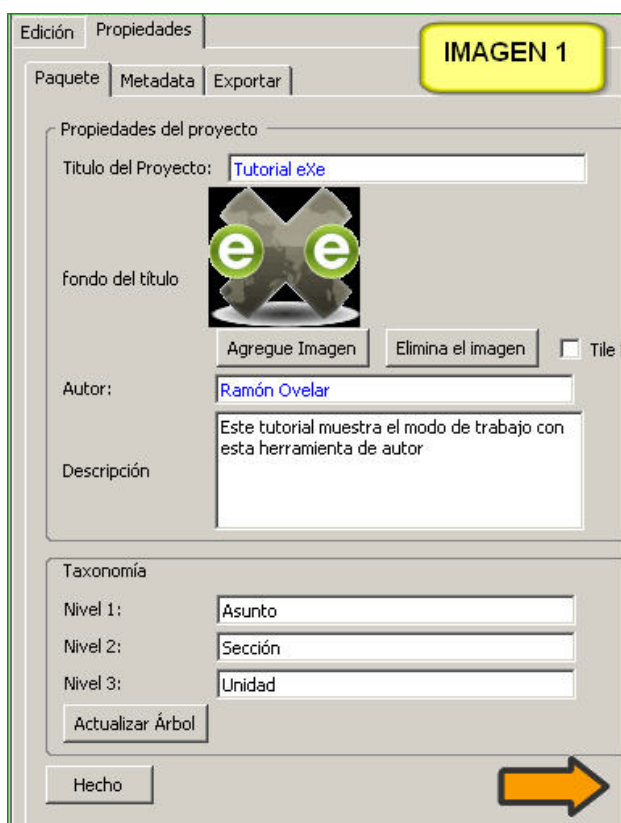 Edición Propiedades
IMAGEN 1
Paquete Metadata Exportar
Propiedades del proyecto
Titulo del Proyecto: Tutorial eXe
e e
fondo del título
Agregue Imagen Elimina el imagen Tile
Autor: Ramón Ovelar
Este tutorial muestra el modo de trabajo con
esta herramienta de autor
Descripción
Taxonomía
Nivel 1: Asunto
Nivel 2: Sección
Nivel 3: Unidad
Actualizar Árbol
Hecho